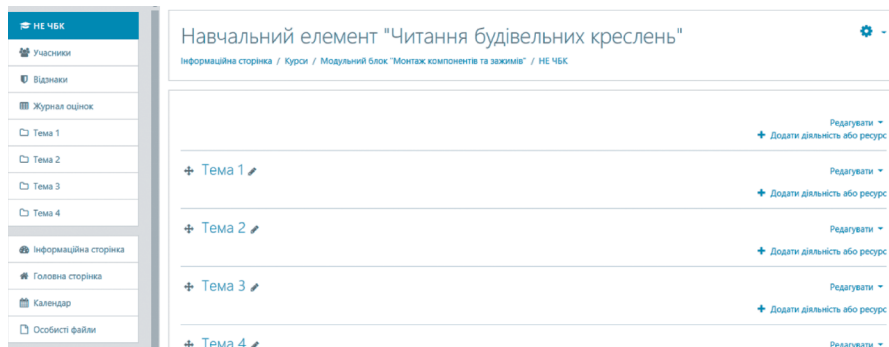 НЕ ЧБК
Учасники
Відзнаки
Журнал оцінок
Тема 1
Тема 2
Тема 3
Тема 4
Інформаційна сторінка
Головна сторінка
Календар
Особисті файли
Навчальний елемент "Читання будівельних креслень"
Інформаційна сторінка / Курси / Модульний блок "Монтаж компонентів та зажимів" / НЕ ЧБК
Редагувати
Додати діяльність або ресурс
Тема 1
Редагувати
Додати діяльність або ресурс
Тема 2
Редагувати
Додати діяльність або ресурс
Тема 3
Редагувати
Додати діяльність або ресурс
Тема 4
Редагувати